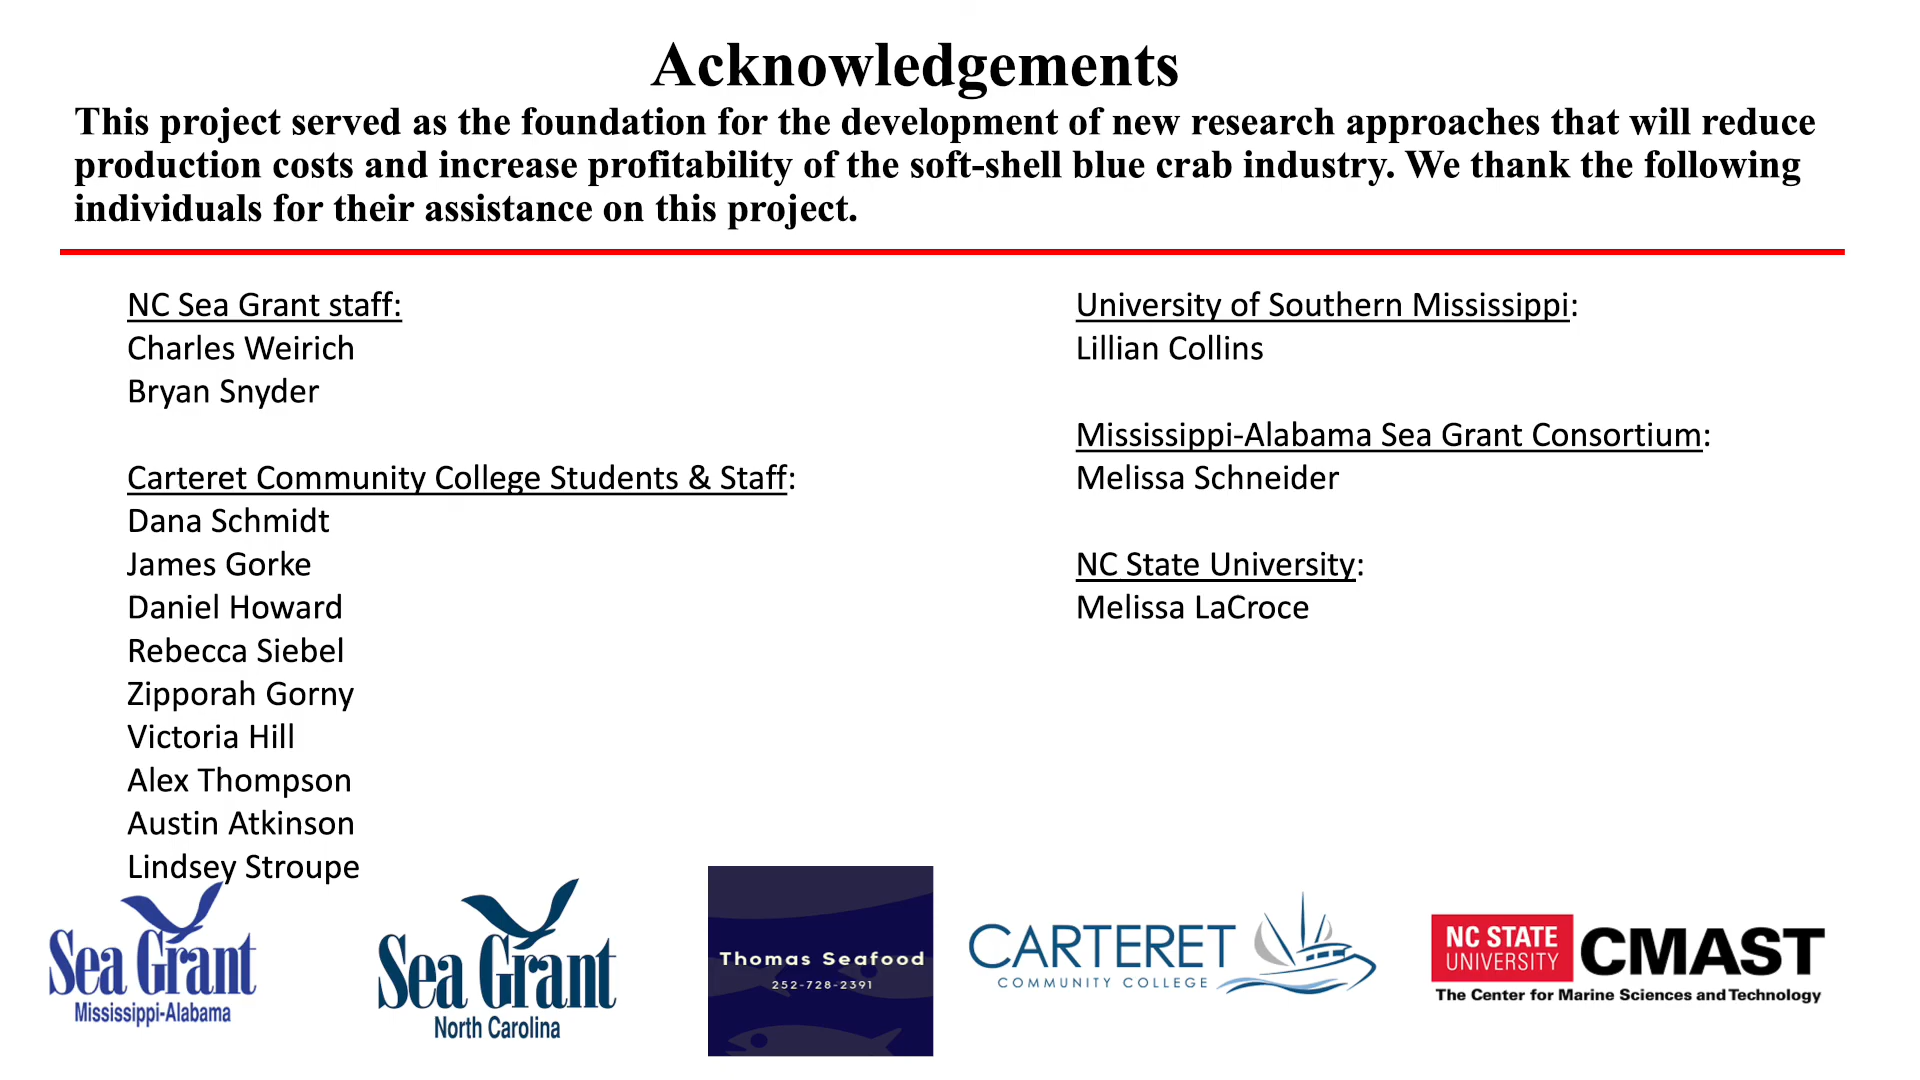 Acknowledgements
This project served as the foundation for the development of new research approaches that will reduce
production costs and increase profitability of the soft-shell blue crab industry. We thank the following
individuals for their assistance on this project.
NC Sea Grant staff:
Charles Weirich
Bryan Snyder
Carteret Community College Students & Staff:
Dana Schmidt
James Gorke
Daniel Howard
Rebecca Siebel
Zipporah Gorny
Victoria Hill
Alex Thompson
Austin Atkinson
Lindsey Stroupe
University of Southern Mississippi:
Lillian Collins
Mississippi-Alabama Sea Grant Consortium:
Melissa Schneider
NC State University:
Melissa LaCroce
Sea Grant
Mississippi-Alabama
Sea Grant
North Carolina
Thomas Seafood
252-728-2391
CARTERET
COMMUNITY COLLEGE
NC STATE
UNIVERSITY
CMAST
The Center for Marine Sciences and Technology